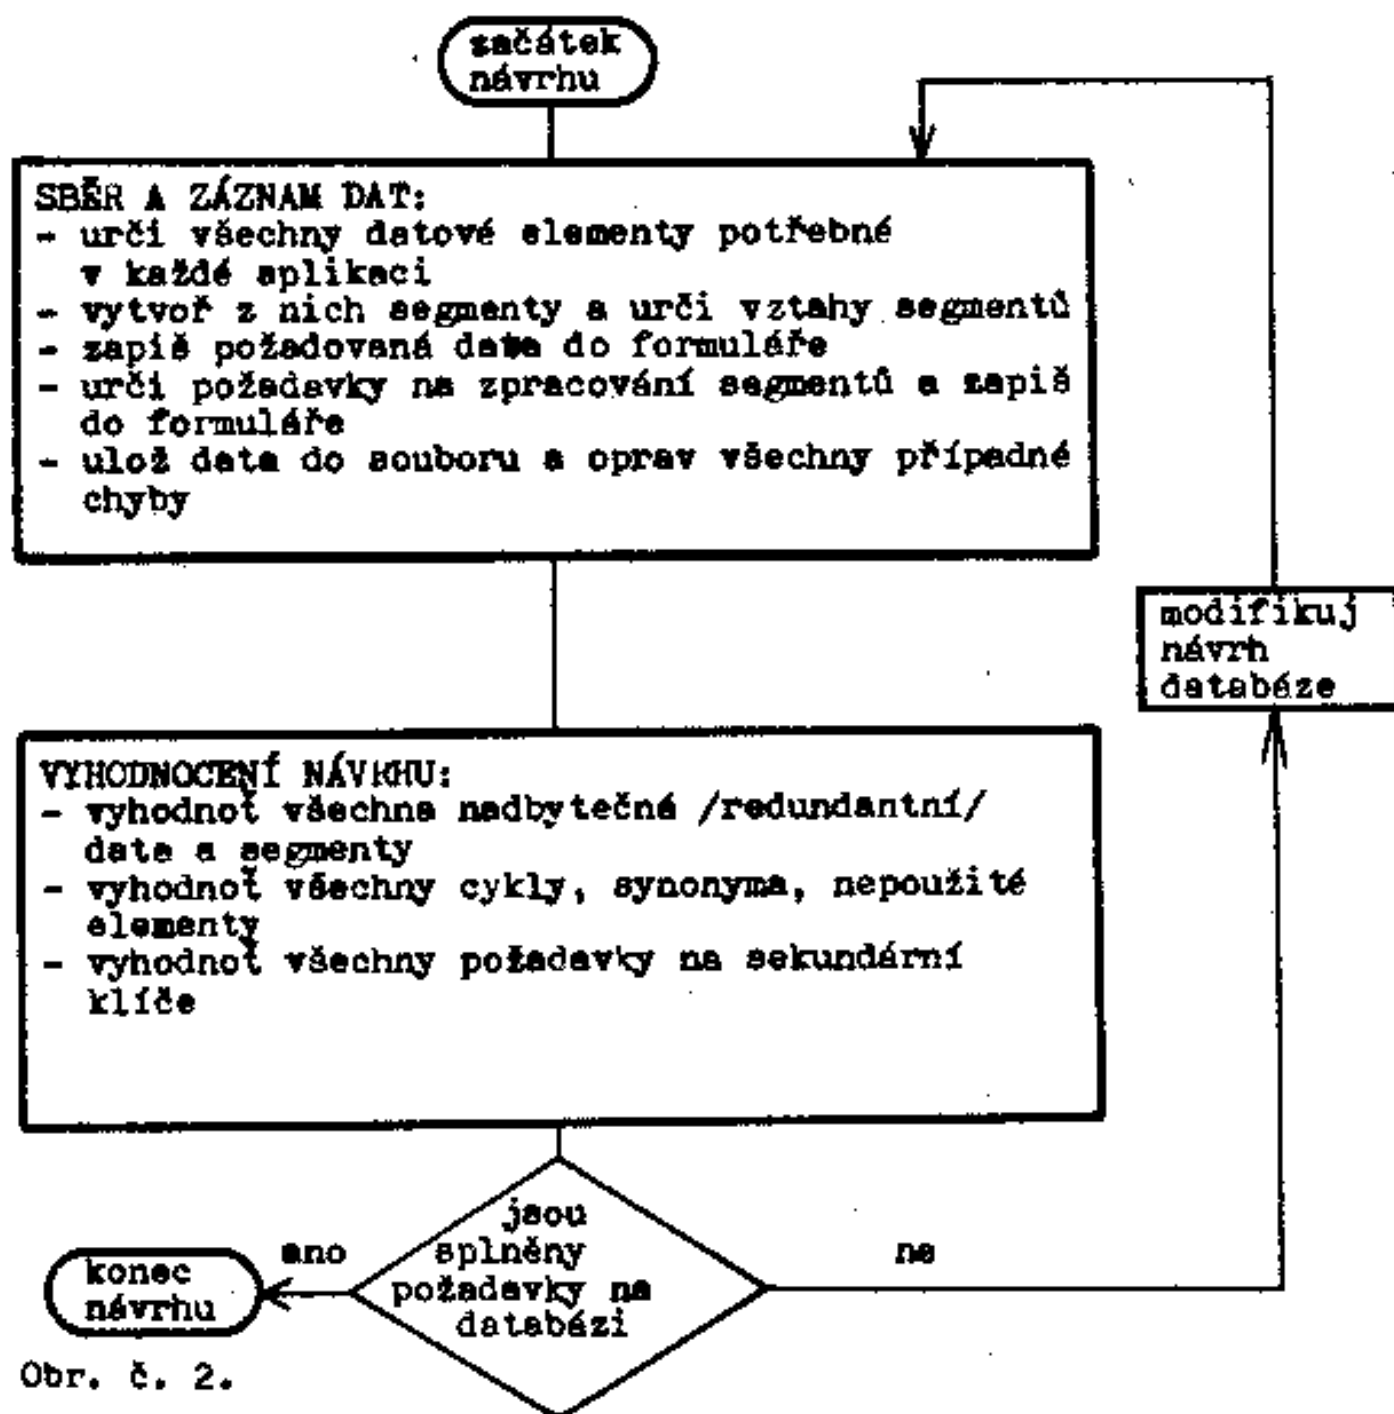 začátek
návrhu
SBĚR A ZÁZNAM DAT:
- urči všechny datové elementy potřebné
v každé aplikaci
- vytvoř z nich segmenty a urči vztahy segmentů
- zapiš požadovaná data do formuláře
- urči požadavky na zpracování segmentů a zapiš
do formuláře
- ulož data do souboru a oprav všechny případné
chyby
modifikuj
návrh
databáze
VYHODNOCENÍ NÁVRHU:
- vyhodnoť všechna nadbytečná /redundantní/
data a segmenty
- vyhodnoť všechny cykly, synonyma, nepoužité
elementy
- vyhodnoť všechny požadavky na sekundární
klíče
jsou
splněny
požadavky na
databázi
ano
ne
konec
návrhu
Obr. č. 2.